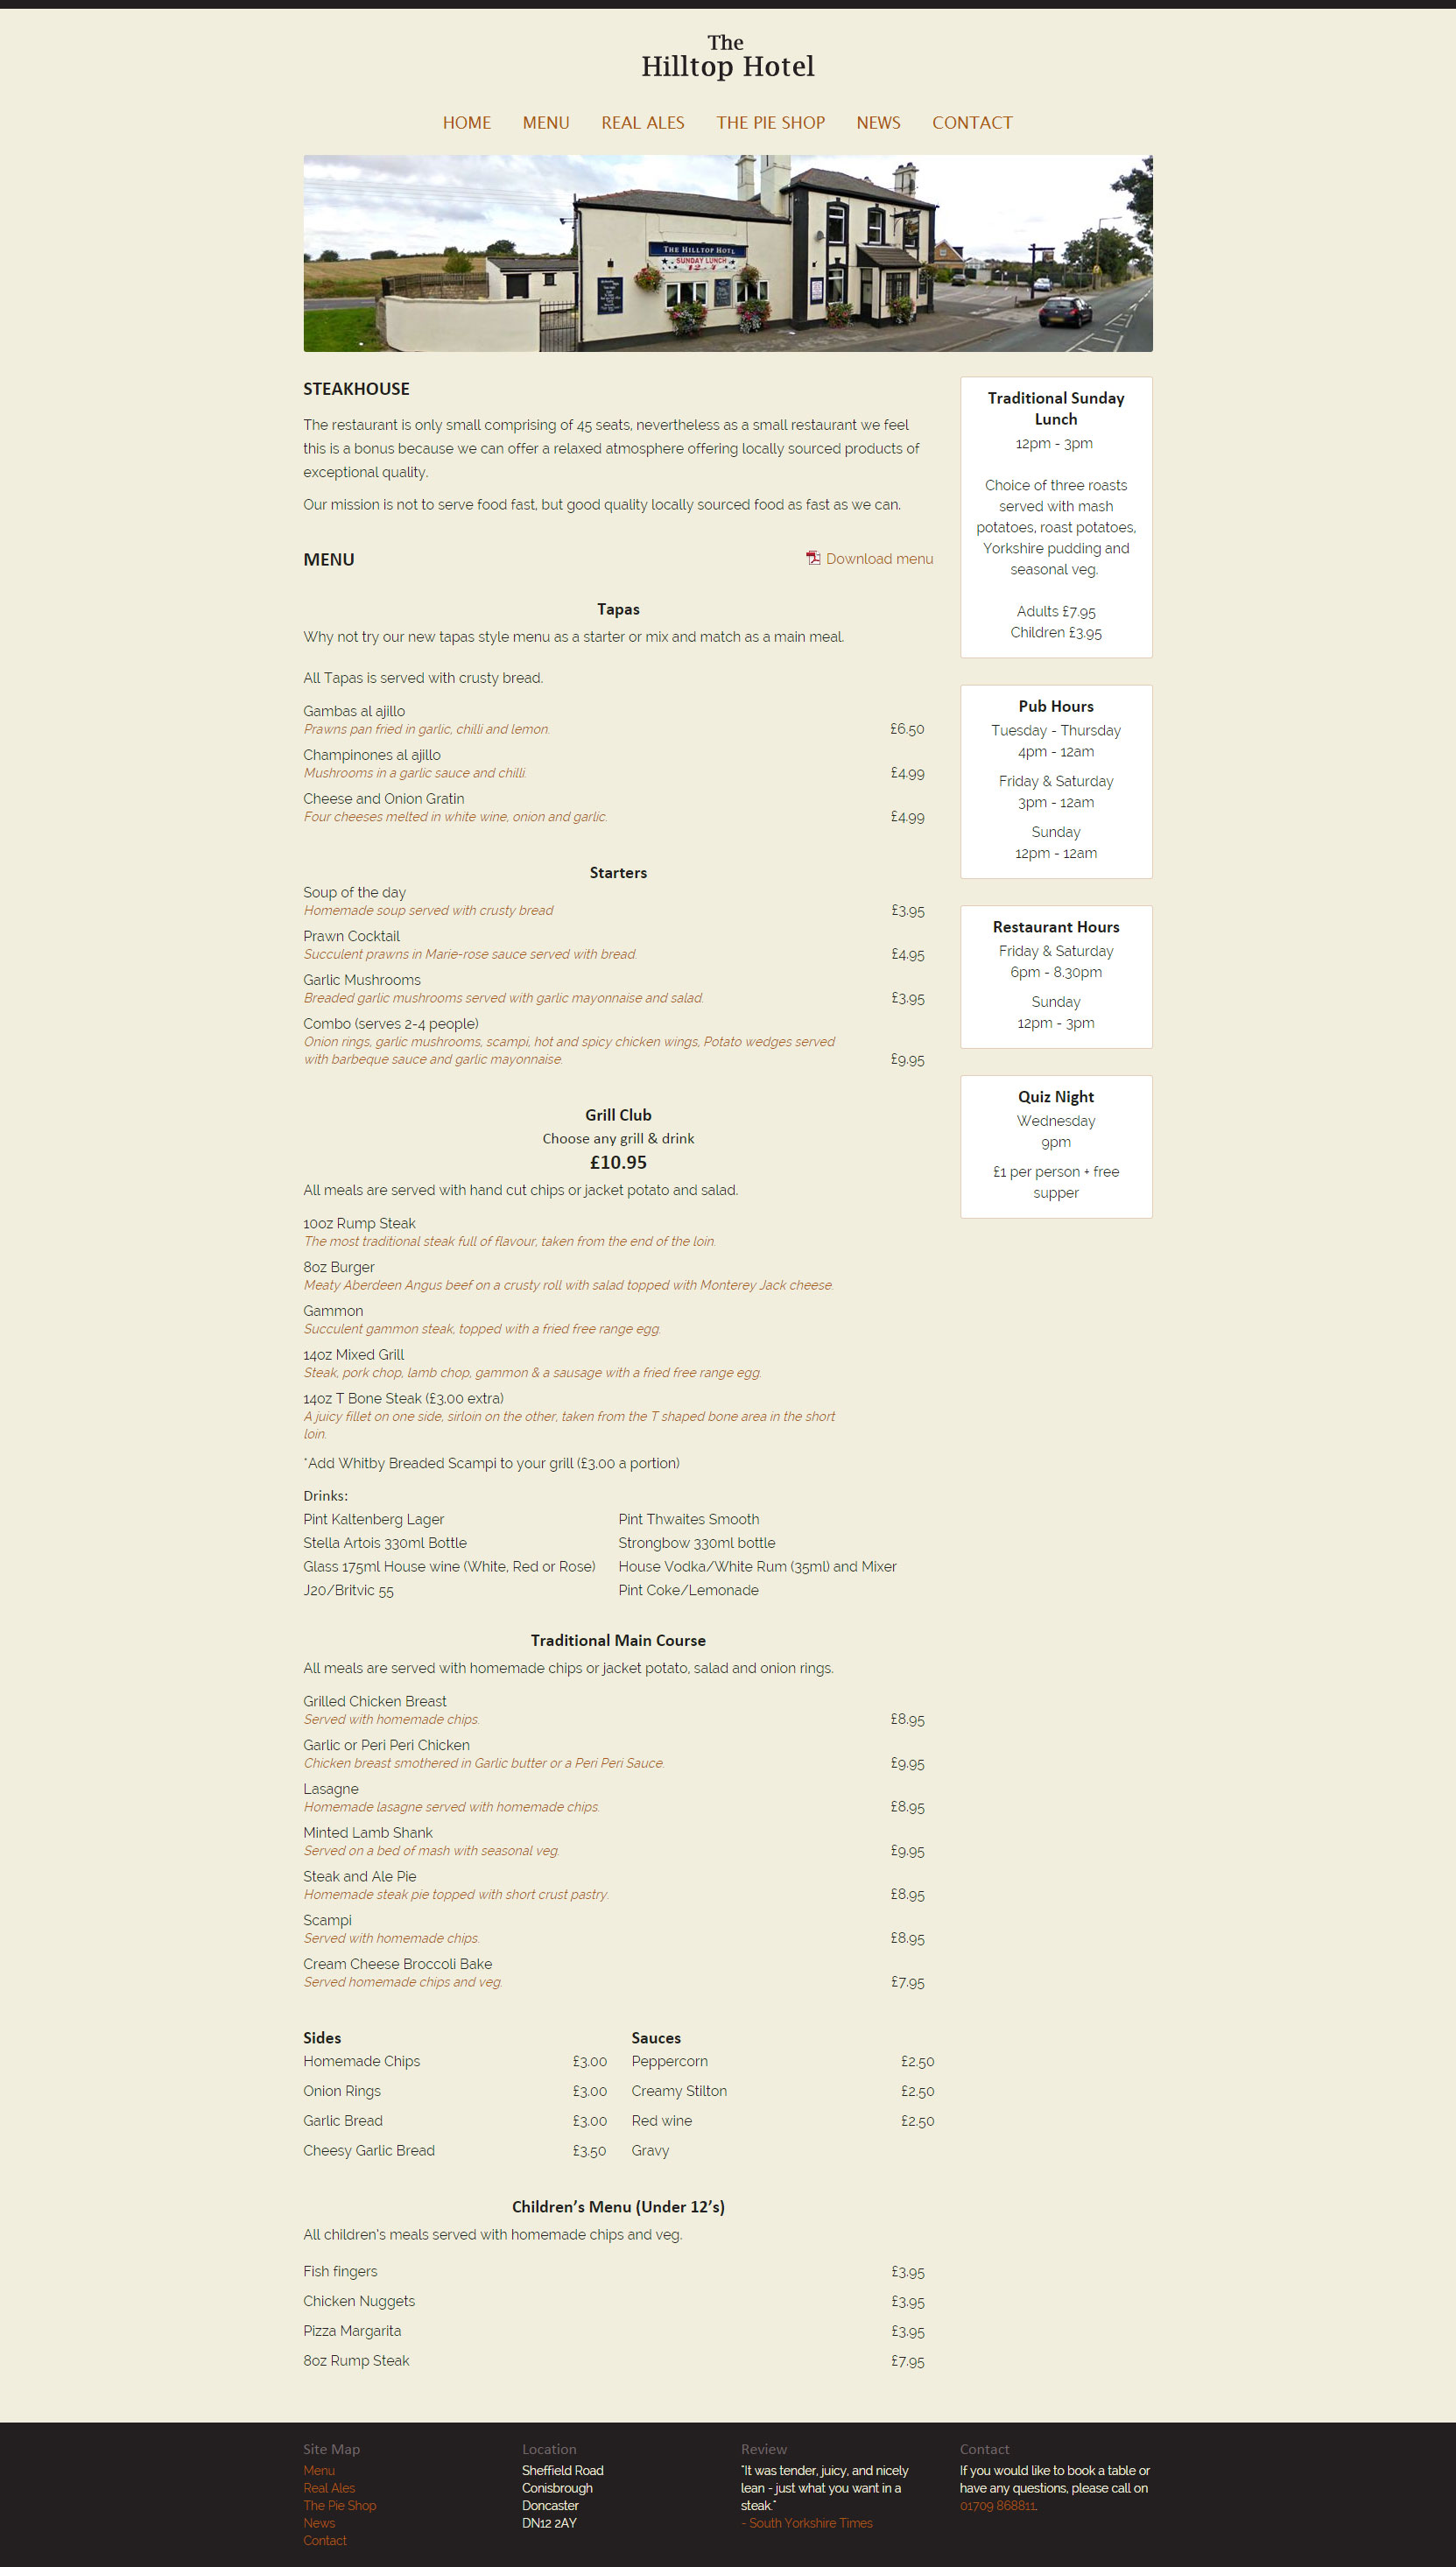 The
Hilltop Hotel
HOME MENU REAL ALES THE PIE SHOP NEWS CONTACT
THE HILLTOP HOTEL
SUNDAY LUNCH
12 - 4
STEAKHOUSE
The restaurant is only small comprising of 45 seats, nevertheless as a small restaurant we feel
this is a bonus because we can offer a relaxed atmosphere offering locally sourced products of
exceptional quality.
Our mission is not to serve food fast, but good quality locally sourced food as fast as we can.
MENU Download menu
Tapas
Why not try our new tapas style menu as a starter or mix and match as a main meal.
All Tapas is served with crusty bread.
Gambas al ajillo
Prawns pan fried in garlic, chilli and lemon. £6.50
Champinones al ajillo
Mushrooms in a garlic sauce and chilli. £4.99
Cheese and Onion Gratin
Four cheeses melted in white wine, onion and garlic. £4.99
Starters
Soup of the day
Homemade soup served with crusty bread £3.95
Prawn Cocktail
Succulent prawns in Marie-rose sauce served with bread. £4.95
Garlic Mushrooms
Breaded garlic mushrooms served with garlic mayonnaise and salad. £3.95
Combo (serves 2-4 people)
Onion rings, garlic mushrooms, scampi, hot and spicy chicken wings, Potato wedges served
with barbeque sauce and garlic mayonnaise. £9.95
Grill Club
Choose any grill & drink
£10.95
All meals are served with hand cut chips or jacket potato and salad.
10oz Rump Steak
The most traditional steak full of flavour, taken from the end of the loin.
8oz Burger
Meaty Aberdeen Angus beef on a crusty roll with salad topped with Monterey Jack cheese.
Gammon
Succulent gammon steak, topped with a fried free range egg.
14oz Mixed Grill
Steak, pork chop, lamb chop, gammon & a sausage with a fried free range egg.
14oz T Bone Steak (£3.00 extra)
A juicy fillet on one side, sirloin on the other, taken from the T shaped bone area in the short
loin.
*Add Whitby Breaded Scampi to your grill (£3.00 a portion)
Drinks:
Pint Kaltenberg Lager Pint Thwaites Smooth
Stella Artois 330ml Bottle Strongbow 330ml bottle
Glass 175ml House wine (White, Red or Rose) House Vodka/White Rum (35ml) and Mixer
J20/Britvic 55 Pint Coke/Lemonade
Traditional Main Course
All meals are served with homemade chips or jacket potato, salad and onion rings.
Grilled Chicken Breast
Served with homemade chips. £8.95
Garlic or Peri Peri Chicken
Chicken breast smothered in Garlic butter or a Peri Peri Sauce. £9.95
Lasagne
Homemade lasagne served with homemade chips. £8.95
Minted Lamb Shank
Served on a bed of mash with seasonal veg. £9.95
Steak and Ale Pie
Homemade steak pie topped with short crust pastry. £8.95
Scampi
Served with homemade chips. £8.95
Cream Cheese Broccoli Bake
Served homemade chips and veg. £7.95
Sides Sauces
Homemade Chips £3.00 Peppercorn £2.50
Onion Rings £3.00 Creamy Stilton £2.50
Garlic Bread £3.00 Red wine £2.50
Cheesy Garlic Bread £3.50 Gravy
Children's Menu (Under 12's)
All children's meals served with homemade chips and veg.
Fish fingers £3.95
Chicken Nuggets £3.95
Pizza Margarita £3.95
8oz Rump Steak £7.95
Traditional Sunday
Lunch
12pm - 3pm
Choice of three roasts
served with mash
potatoes, roast potatoes,
Yorkshire pudding and
seasonal veg.
Adults £7.95
Children £3.95
Pub Hours
Tuesday - Thursday
4pm - 12am
Friday & Saturday
3pm - 12am
Sunday
12pm - 12am
Restaurant Hours
Friday & Saturday
6pm - 8.30pm
Sunday
12pm - 3pm
Quiz Night
Wednesday
9pm
£1 per person + free
supper
Site Map
Menu
Real Ales
The Pie Shop
News
Contact
Location
Sheffield Road
Conisbrough
Doncaster
DN12 2AY
Review
"It was tender, juicy, and nicely
lean - just what you want in a
steak."
- South Yorkshire Times
Contact
If you would like to book a table or
have any questions, please call on
01709 868811.